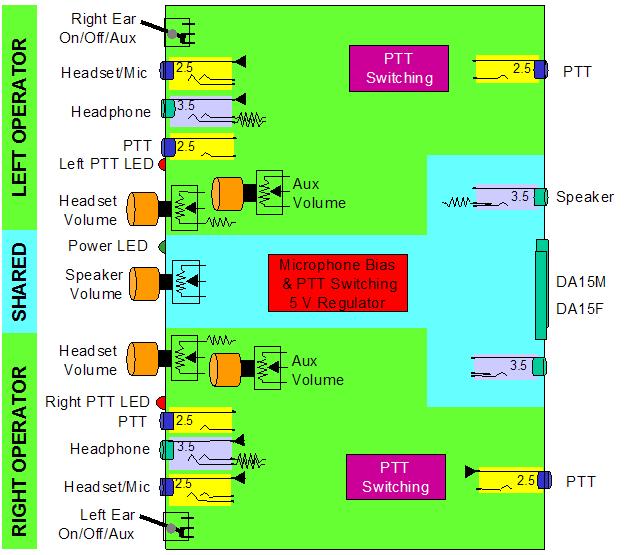 LEFT OPERATOR
Right Ear
On/Off/Aux
Headset/Mic
2.5
Headphone
3.5
PTT
2.5
Left PTT LED
Headset
Volume
Aux
Volume
PTT
Switching
2.5
PTT
3.5
Speaker
SHARED
Power LED
Speaker
Volume
Microphone Bias
& PTT Switching
5 V Regulator
DA15M
DA15F
RIGHT OPERATOR
Headset
Volume
Aux
Volume
3.5
Right PTT LED
PTT
2.5
Headphone
3.5
Headset/Mic
2.5
Left Ear
On/Off/Aux
PTT
Switching
2.5
PTT